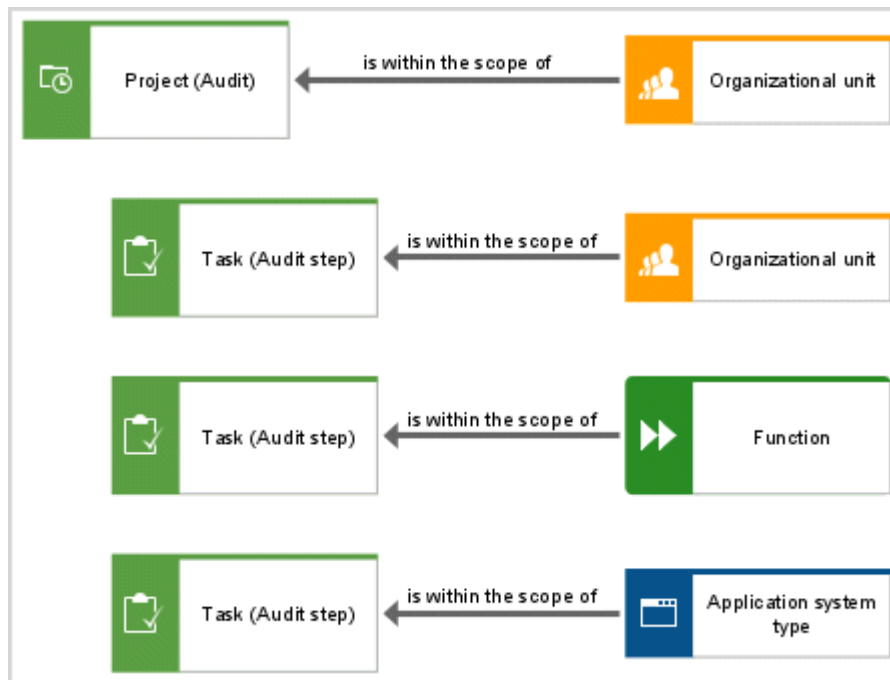 Project (Audit)
is within the scope of
Organizational unit
Task (Audit step)
is within the scope of
Organizational unit
Task (Audit step)
is within the scope of
Function
Task (Audit step)
is within the scope of
Application system
type